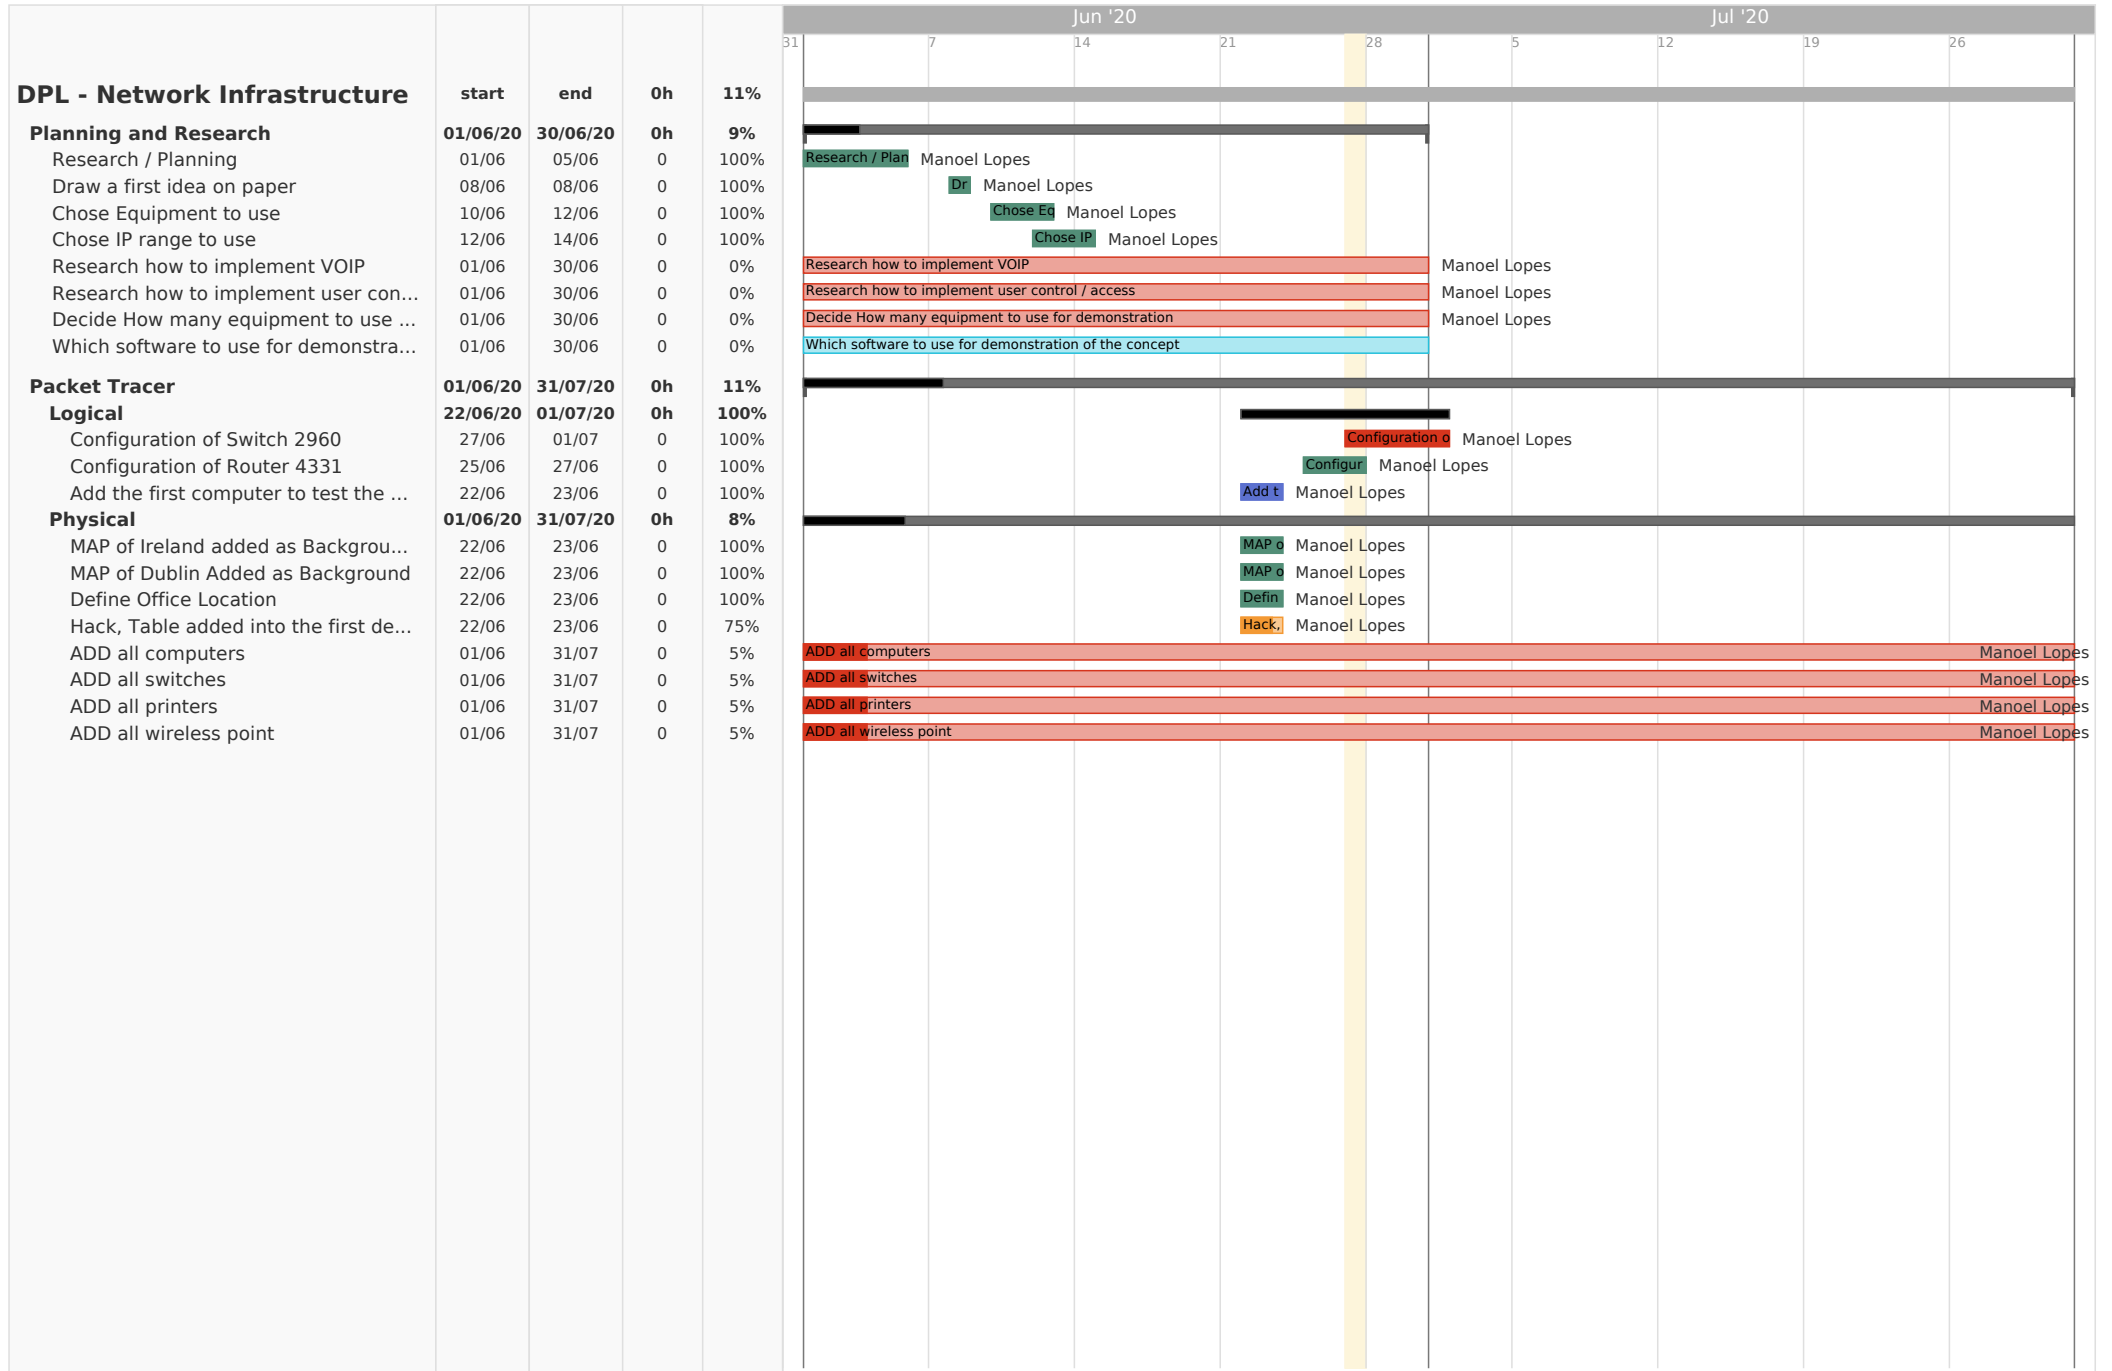 Jun '20 Jul '20
31 7 14 21 28 5 12 19 26
DPL - Network Infrastructure start end 0h 11%
Planning and Research 01/06/20 30/06/20 0h 9%
Research / Planning 01/06 05/06 0 100% Research / Plan Manoel Lopes
Draw a first idea on paper 08/06 08/06 0 100% Dr Manoel Lopes
Chose Equipment to use 10/06 12/06 0 100% Chose Eq Manoel Lopes
Chose IP range to use 12/06 14/06 0 100% Chose IP Manoel Lopes
Research how to implement VOIP 01/06 30/06 0 0% Research how to implement VOIP Manoel Lopes
Research how to implement user con... 01/06 30/06 0 0% Research how to implement user control / access Manoel Lopes
Decide How many equipment to use ... 01/06 30/06 0 0% Decide How many equipment to use for demonstration Manoel Lopes
Which software to use for demonstra... 01/06 30/06 0 0% Which software to use for demonstration of the concept
Packet Tracer 01/06/20 31/07/20 0h 11%
Logical 22/06/20 01/07/20 0h 100%
Configuration of Switch 2960 27/06 01/07 0 100% Configuration o Manoel Lopes
Configuration of Router 4331 25/06 27/06 0 100% Configur Manoel Lopes
Add the first computer to test the ... 22/06 23/06 0 100% Add t Manoel Lopes
Physical 01/06/20 31/07/20 0h 8%
MAP of Ireland added as Backgrou... 22/06 23/06 0 100% MAP o Manoel Lopes
MAP of Dublin Added as Background 22/06 23/06 0 100% MAP o Manoel Lopes
Define Office Location 22/06 23/06 0 100% Defin Manoel Lopes
Hack, Table added into the first de... 22/06 23/06 0 75% Hack, Manoel Lopes
ADD all computers 01/06 31/07 0 5% ADD all computers Manoel Lopes
ADD all switches 01/06 31/07 0 5% ADD all switches Manoel Lopes
ADD all printers 01/06 31/07 0 5% ADD all printers Manoel Lopes
ADD all wireless point 01/06 31/07 0 5% ADD all wireless point Manoel Lopes